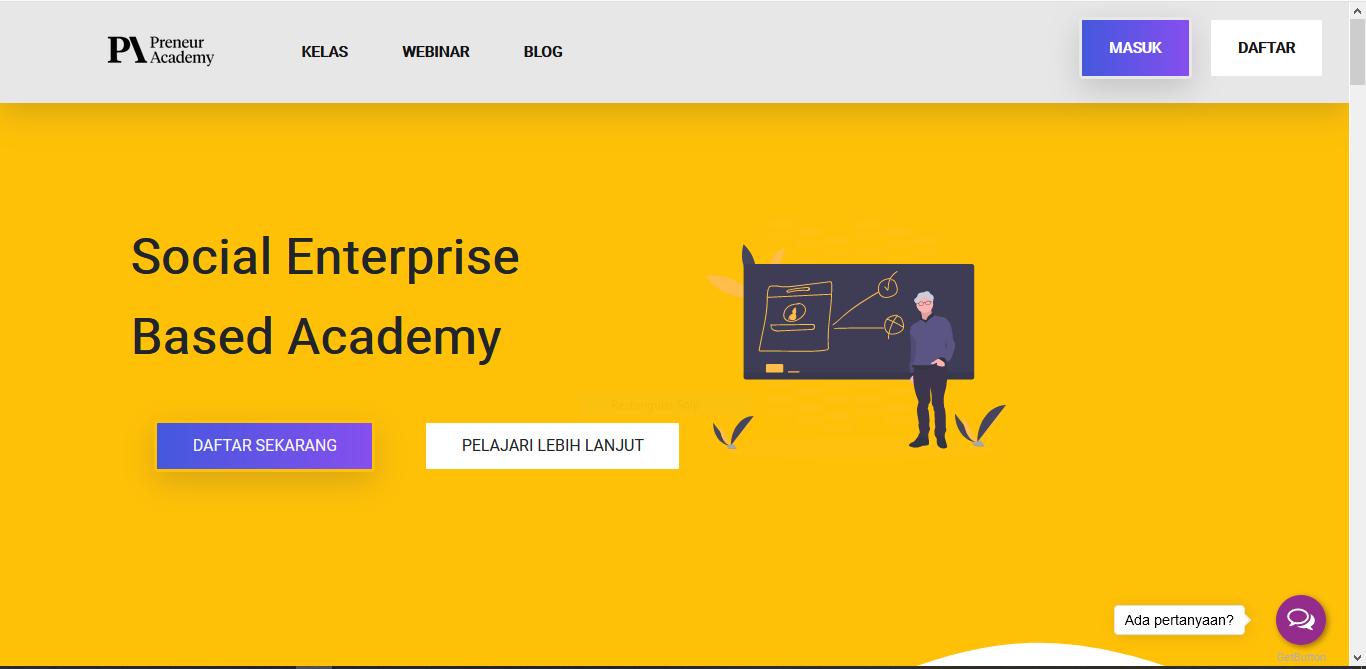 PA Preneur
Academy
KELAS WEBINAR BLOG
MASUK DAFTAR
Social Enterprise
Based Academy
DAFTAR SEKARANG PELAJARI LEBIH LANJUT
Ada pertanyaan?
GetButton